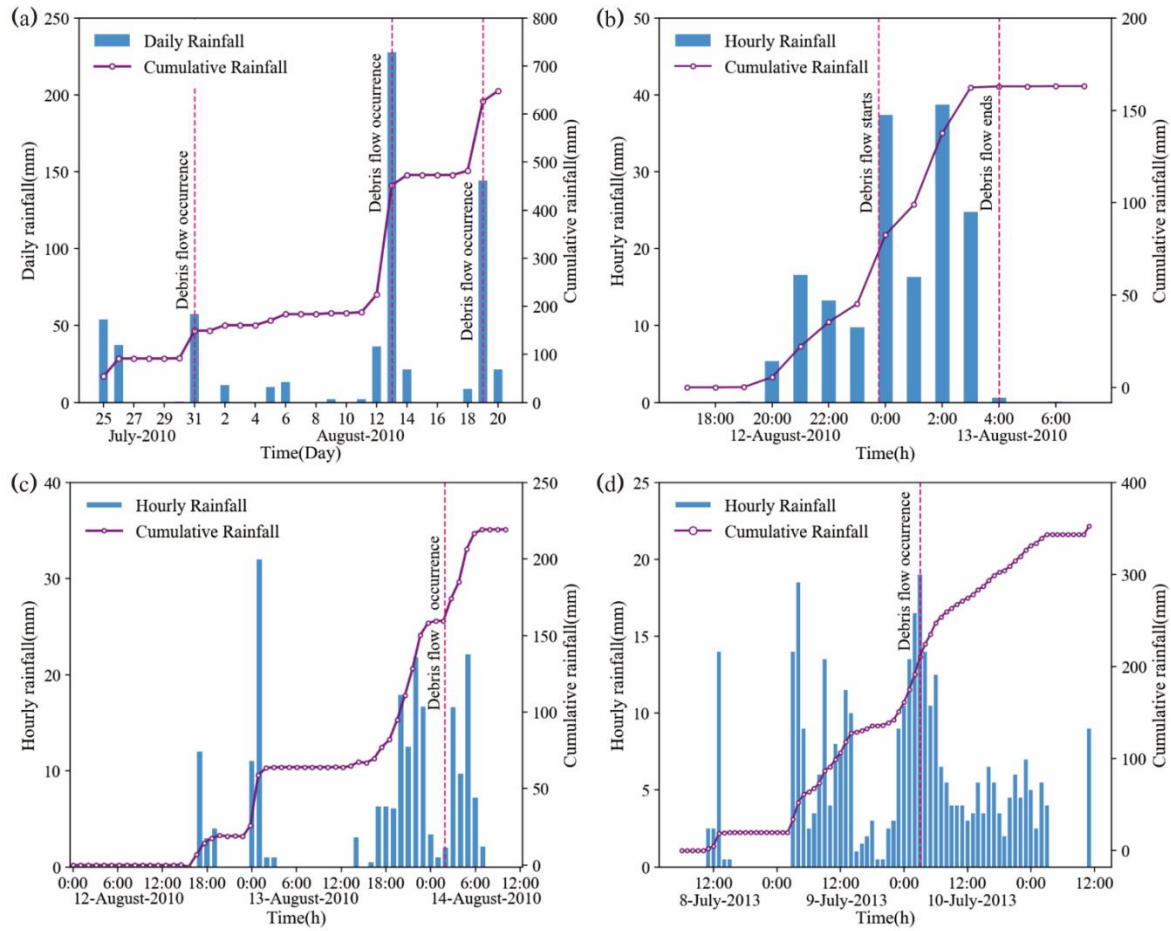 (a)
Daily Rainfall
Cumulative Rainfall
Debris flow occurrence
Debris flow occurrence
Debris flow occurrence
Daily rainfall(mm)
250
200
150
100
50
0
Cumulative rainfall(mm)
800
700
600
500
400
300
200
100
0
25 27 29 31 2 4 6 8 10 12 14 16 18 20
July-2010 August-2010
Time(Day)
(b)
Hourly Rainfall
Cumulative Rainfall
Debris flow starts
Debris flow ends
Hourly rainfall(mm)
50
40
30
20
10
0
Cumulative rainfall(mm)
200
150
100
50
0
18:00 20:00 22:00 0:00 2:00 4:00 6:00
12-August-2010 13-August-2010
Time(h)
(c)
Hourly Rainfall
Cumulative Rainfall
Debris flow occurrence
Hourly rainfall(mm)
40
30
20
10
0
Cumulative rainfall(mm)
250
200
150
100
50
0
0:00 6:00 12:00 18:00 0:00 6:00 12:00 18:00 0:00 6:00 12:00
12-August-2010 13-August-2010 14-August-2010
Time(h)
(d)
Hourly Rainfall
Cumulative Rainfall
Debris flow occurrence
Hourly rainfall(mm)
25
20
15
10
5
0
Cumulative rainfall(mm)
400
300
200
100
0
12:00 0:00 12:00 0:00 12:00 0:00 12:00
8-July-2013 9-July-2013 10-July-2013
Time(h)